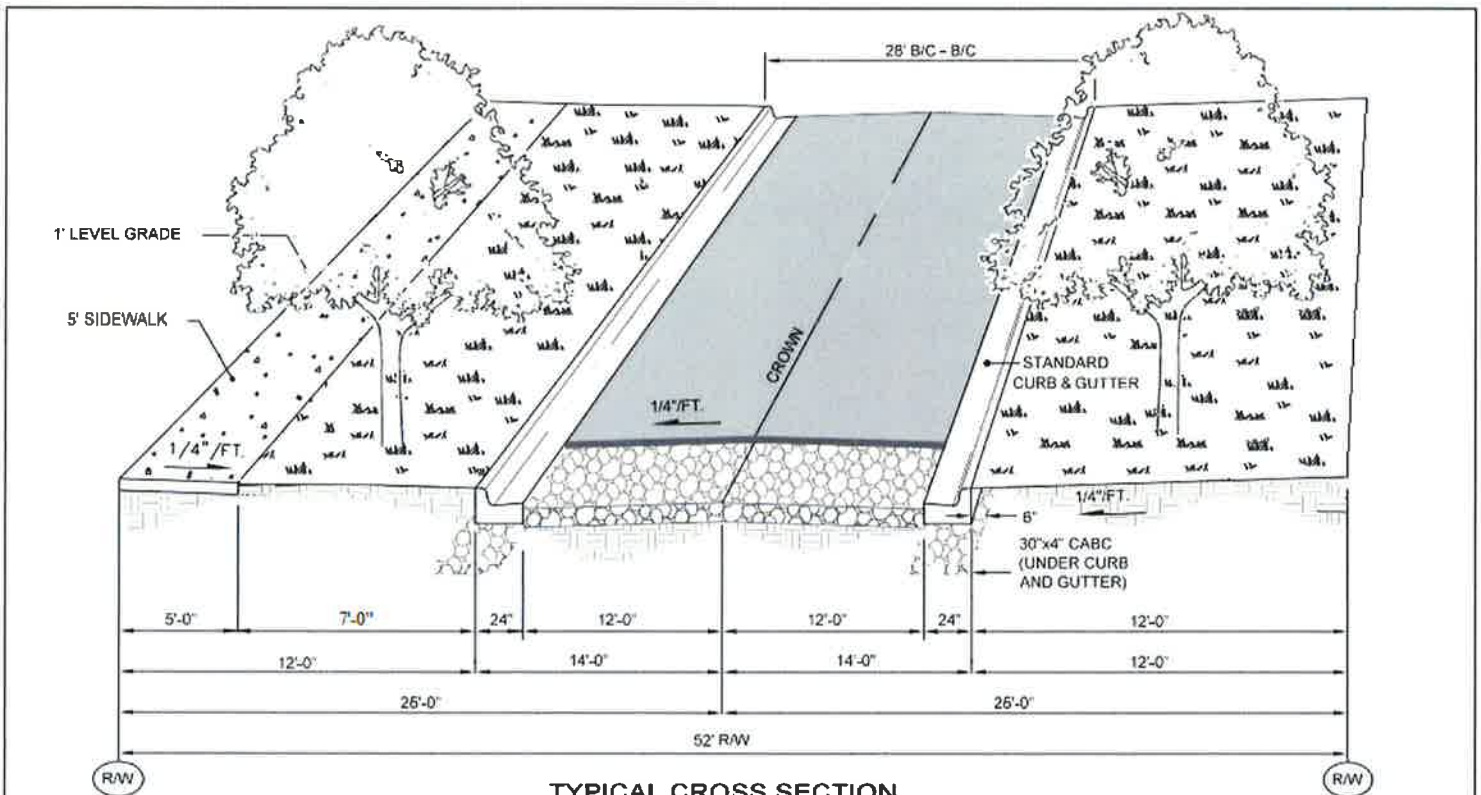 28' B/C - B/C
1' LEVEL GRADE
5' SIDEWALK
CROWN
STANDARD
CURB & GUTTER
1/4"/FT.
1/4"/FT.
1/4"/FT.
6"
30"x4" CABC
(UNDER CURB
AND GUTTER)
5'-0" 7'-0" 24" 12'-0" 12'-0" 24" 12'-0"
12'-0" 14'-0" 14'-0" 12'-0"
26'-0" 26'-0"
52' R/W
R/W R/W
TYPICAL CROSS SECTION